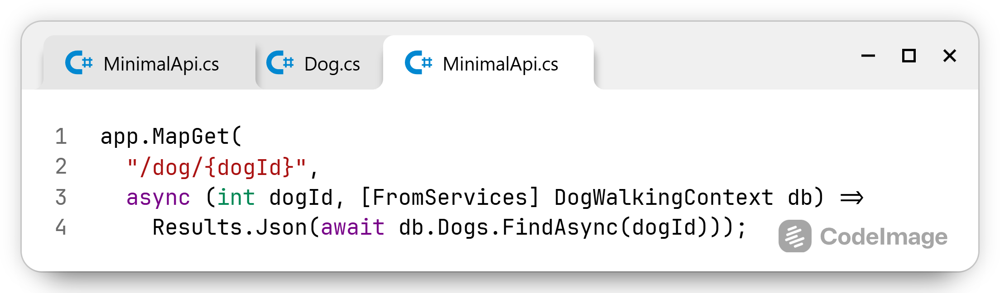 MinimalApi.cs Dog.cs MinimalApi.cs
1 app.MapGet(
2 "/dog/{dogId}",
3 async (int dogId, [FromServices] DogWalkingContext db) =>
4 Results.Json(await db.Dogs.FindAsync(dogId)));
CodeImage